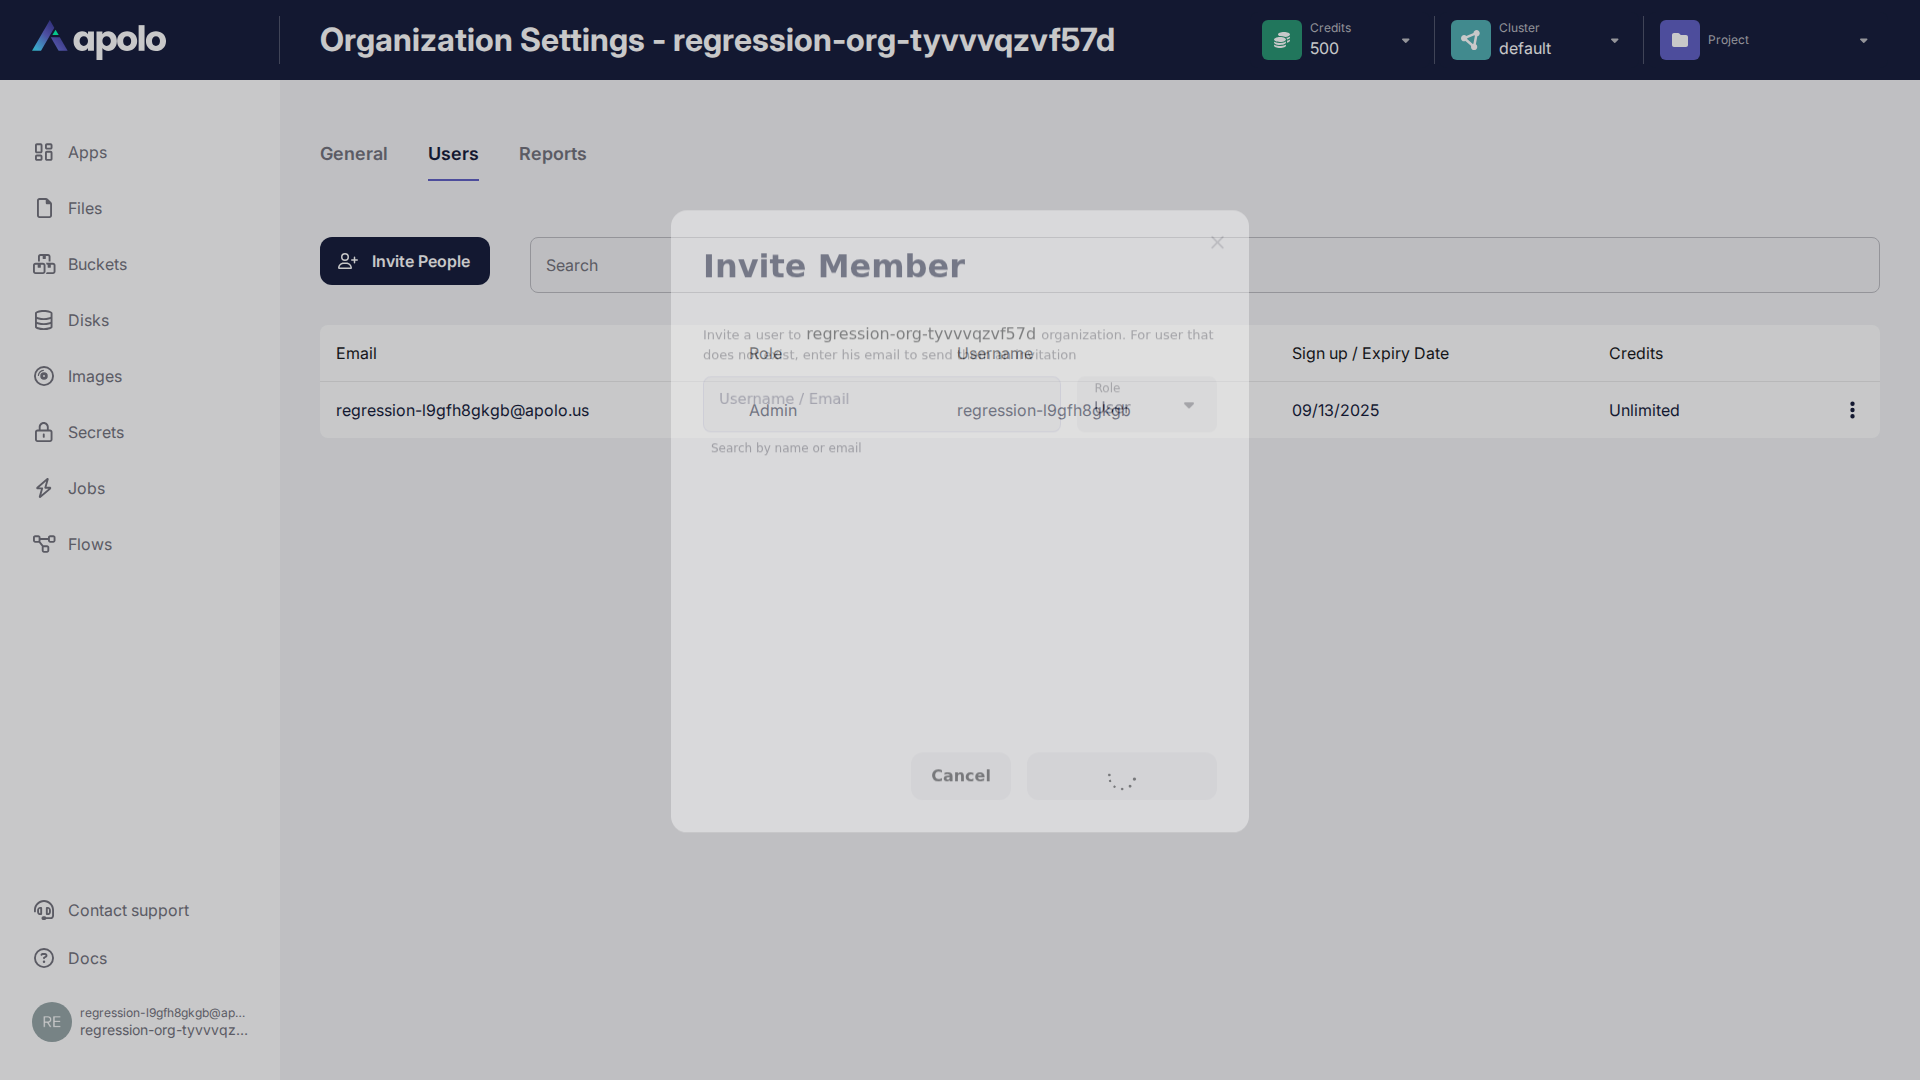 apolo
Organization Settings - regression-org-tyvvvqzvf57d
Credits
500
Cluster
default
Project
Apps
Files
Buckets
Disks
Images
Secrets
Jobs
Flows
Contact support
Docs
RE
regression-l9gfh8gkgb@ap...
regression-org-tyvvvqz...
General Users Reports
Invite People
Search
Email Role Username Sign up / Expiry Date Credits
regression-l9gfh8gkgb@apolo.us Admin regression-l9gfh8gkgb 09/13/2025 Unlimited
Invite Member
Invite a user to regression-org-tyvvvqzvf57d organization. For user that
does not exist, enter his email to send them an invitation
Username / Email
Role
User
Search by name or email
Cancel